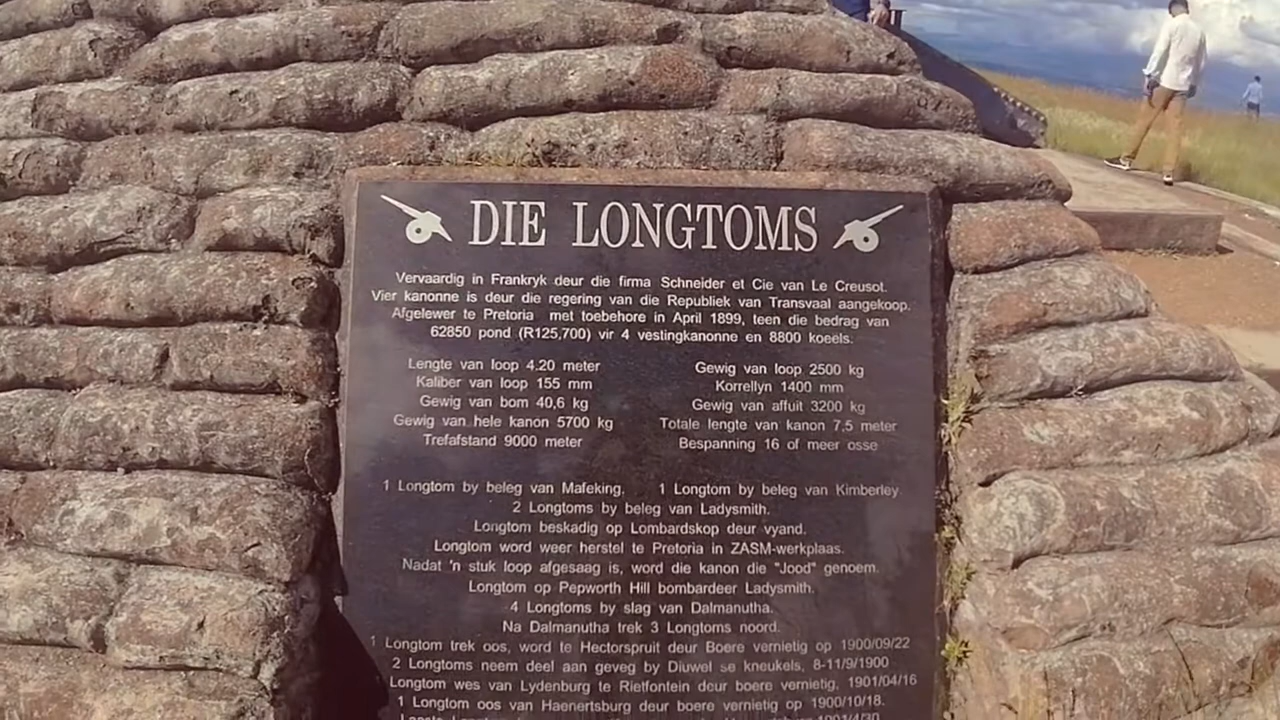 DIE LONGTOMS
Vervaardig in Frankryk deur die firma Schneider et Cie van Le Creusot.
Vier kanonne is deur die regering van die Republiek van Transvaal aangekoop.
Afgelewer te Pretoria met toebehore in April 1899, teen die bedrag van
62850 pond (R125,700) vir 4 vestingkanonne en 8800 koeels.
Lengte van loop 4.20 meter
Kaliber van loop 155 mm
Gewig van bom 40,6 kg
Gewig van hele kanon 5700 kg
Trefafstand 9000 meter
Gewig van loop 2500 kg
Korrellyn 1400 mm
Gewig van affuit 3200 kg
Totale lengte van kanon 7,5 meter
Bespanning 16 of meer osse
1 Longtom by beleg van Mafeking. 1 Longtom by beleg van Kimberley
2 Longtoms by beleg van Ladysmith.
Longtom beskadig op Lombardskop deur vyand.
Longtom word weer herstel te Pretoria in ZASM-werkplaas.
Nadat 'n stuk loop afgesaag is, word die kanon die "Jood" genoem.
Longtom op Pepworth Hill bombardeer Ladysmith.
4 Longtoms by slag van Dalmanutha.
Na Dalmanutha trek 3 Longtoms noord.
1 Longtom trek oos, word te Hectorspruit deur Boere vernietig op 1900/09/22
2 Longtoms neem deel aan geveg by Diuwel se kneukels, 8-11/9/1900
Longtom wes van Lydenburg te Rietfontein deur boere vernietig, 1901/04/16
1 Longtom oos van Haenertsburg deur boere vernietig op 1900/10/18.